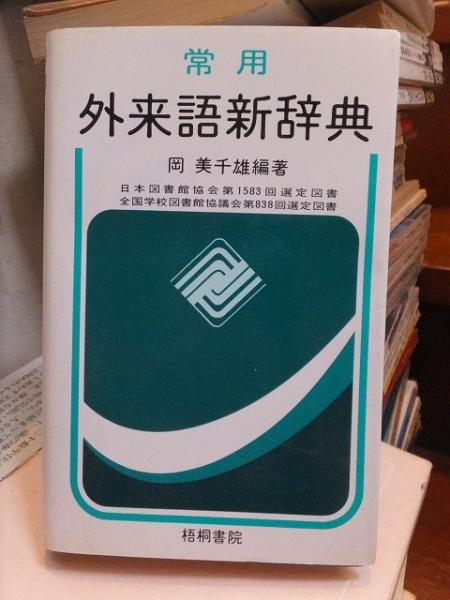 常用
外来語新辞典
岡 美千雄編著
日本図書館協会第1583回選定図書
全国学校図書館協議会第838回選定図書
梧桐書院